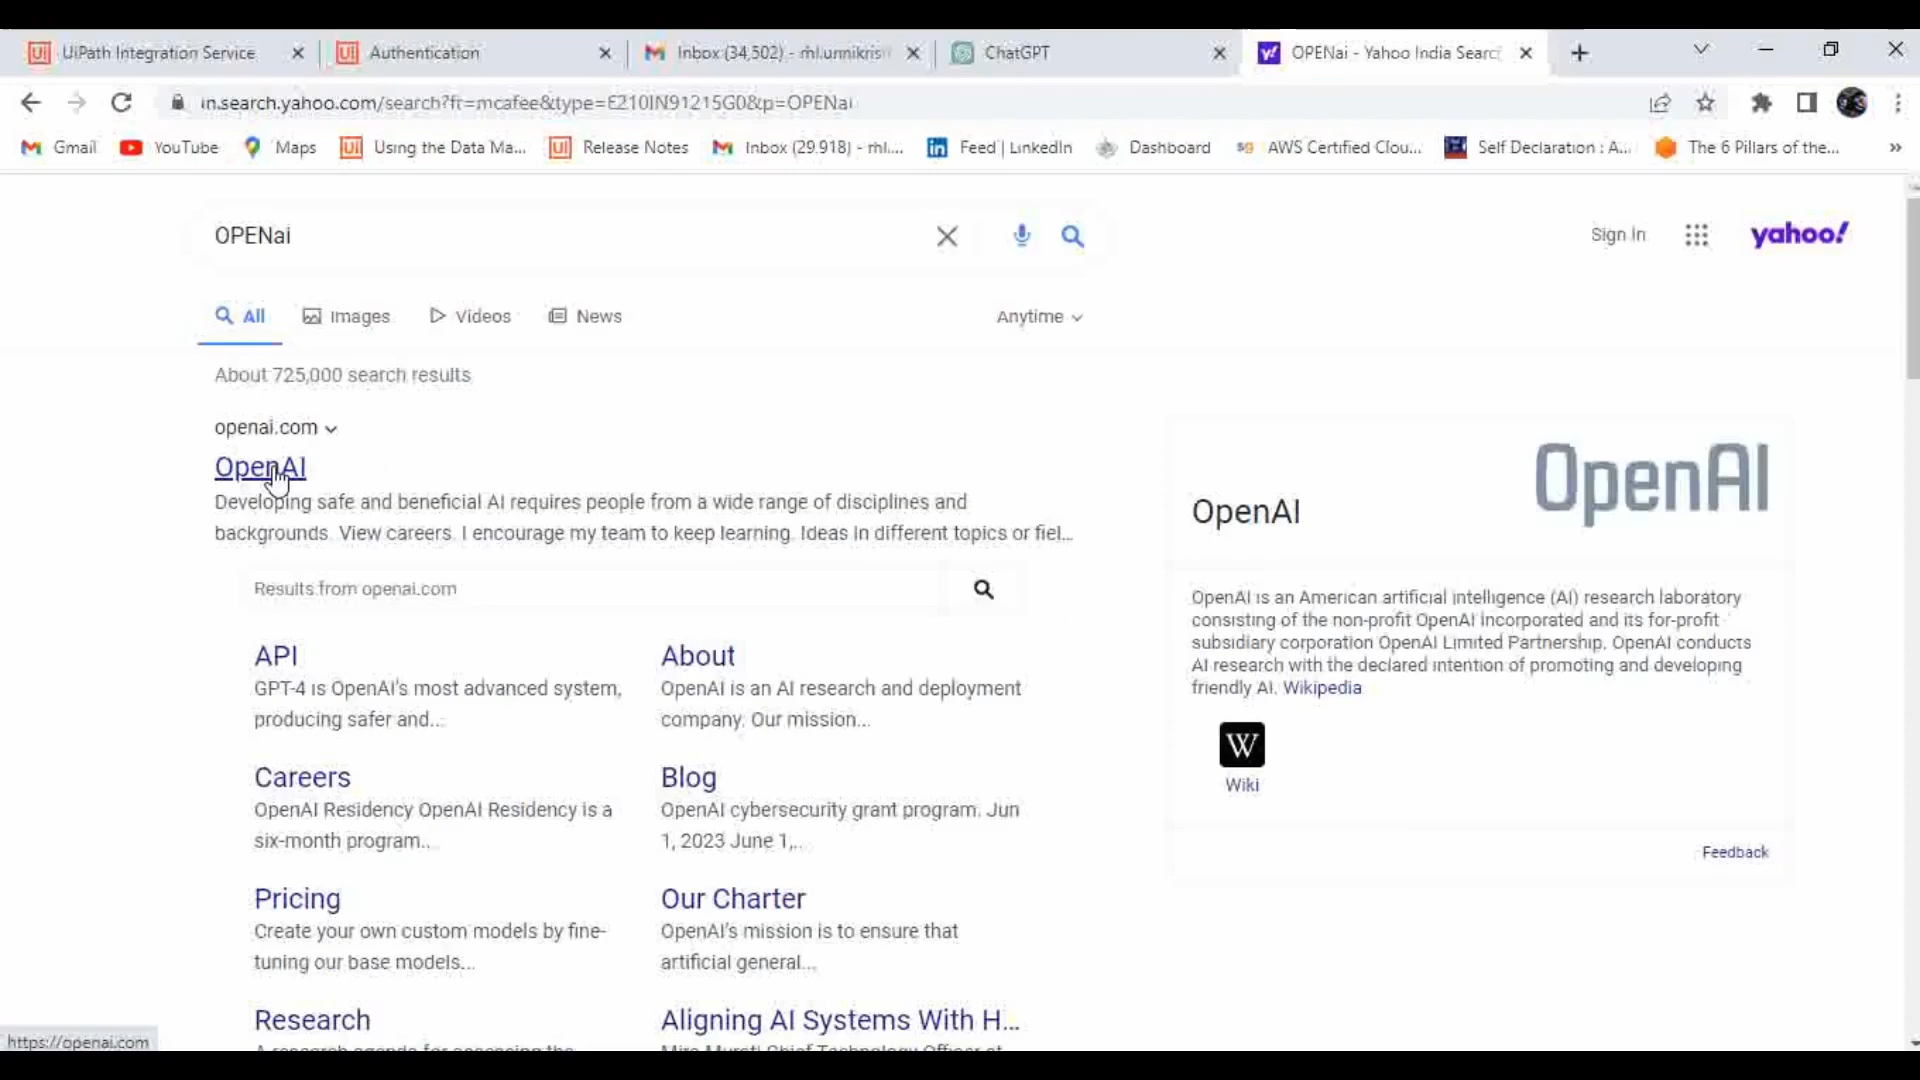 UiPath Integration Service
Authentication
Inbox (34,502) - rhl.unnikris
ChatGPT
OPENai - Yahoo India Search
in.search.yahoo.com/search?fr=mcafee&type=E210IN91215G0&p=OPENai
Gmail
YouTube
Maps
Using the Data Ma...
Release Notes
Inbox (29,918) - rhl....
Feed | LinkedIn
Dashboard
AWS Certified Clou...
Self Declaration : A...
The 6 Pillars of the...
OPENai
Sign In
yahoo!
All
Images
Videos
News
Anytime
About 725,000 search results
openai.com
OpenAI
Developing safe and beneficial AI requires people from a wide range of disciplines and
backgrounds. View careers. I encourage my team to keep learning. Ideas in different topics or fiel...
Results from openai.com
API
GPT-4 is OpenAI's most advanced system,
producing safer and...
About
OpenAI is an AI research and deployment
company. Our mission...
Careers
OpenAI Residency OpenAI Residency is a
six-month program...
Blog
OpenAI cybersecurity grant program. Jun
1, 2023 June 1,...
Pricing
Create your own custom models by fine-
tuning our base models...
Our Charter
OpenAI's mission is to ensure that
artificial general...
Research
Aligning AI Systems With H...
OpenAI
OpenAI
OpenAI is an American artificial intelligence (AI) research laboratory
consisting of the non-profit OpenAI Incorporated and its for-profit
subsidiary corporation OpenAI Limited Partnership. OpenAI conducts
AI research with the declared intention of promoting and developing
friendly AI. Wikipedia
W
Wiki
Feedback
https://openai.com